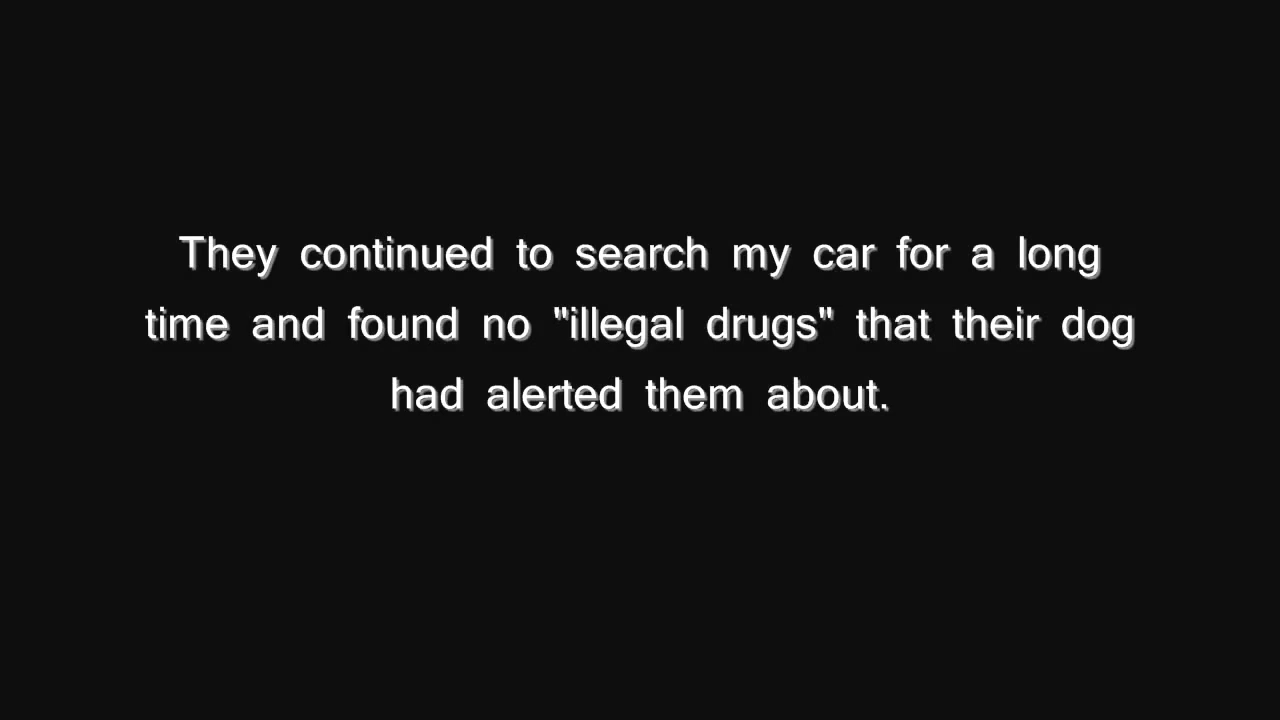 They continued to search my car for a long
time and found no "illegal drugs" that their dog
had alerted them about.